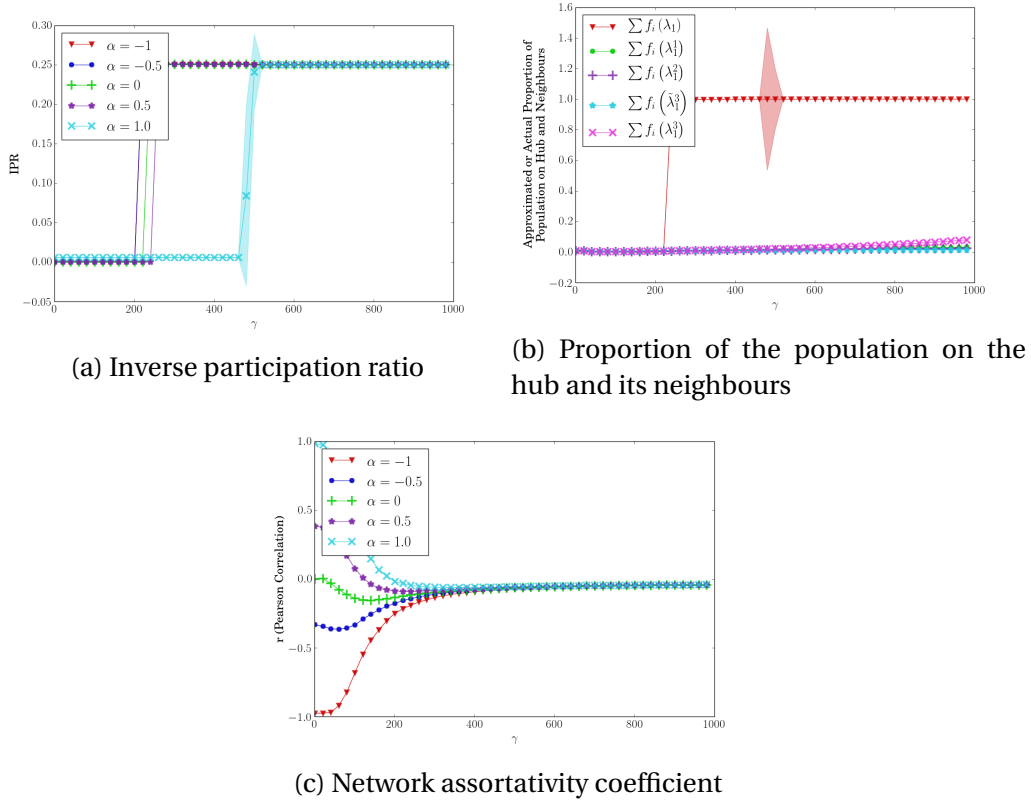 0.30
0.25
0.20
0.15
0.10
0.05
0.00
−0.05
IPR
α = −1
α = −0.5
α = 0
α = 0.5
α = 1.0
0 200 400 600 800 1000
γ
(a) Inverse participation ratio
1.6
1.4
1.2
1.0
0.8
0.6
0.4
0.2
0.0
−0.2
Approximated or Actual Proportion of
Population on Hub and Neighbours
∑ f_i (λ_1)
∑ f_i (λ_1^1)
∑ f_i (λ_1^2)
∑ f_i (λ̃_1^3)
∑ f_i (λ_1^3)
0 200 400 600 800 1000
γ
(b) Proportion of the population on the
hub and its neighbours
1.0
0.5
0.0
−0.5
−1.0
r (Pearson Correlation)
α = −1
α = −0.5
α = 0
α = 0.5
α = 1.0
0 200 400 600 800 1000
γ
(c) Network assortativity coefficient